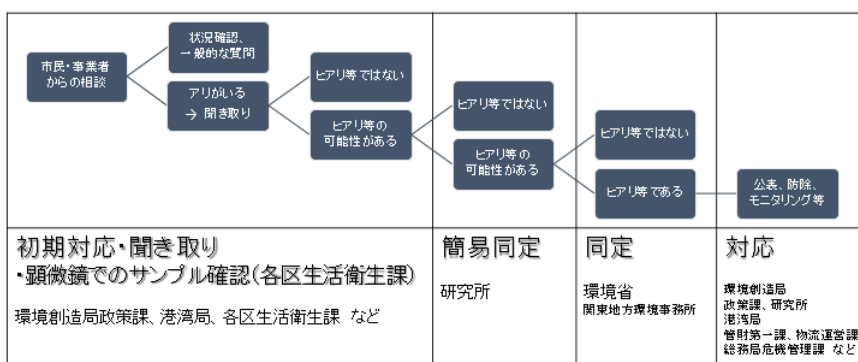 市民・事業者
からの相談
状況確認、
一般的な質問
アリがいる
→ 聞き取り
ヒアリ等ではない
ヒアリ等の
可能性がある
ヒアリ等ではない
ヒアリ等の
可能性がある
ヒアリ等ではない
ヒアリ等である
公表、防除、
モニタリング等
初期対応・聞き取り
・顕微鏡でのサンプル確認(各区生活衛生課)
環境創造局政策課、港湾局、各区生活衛生課 など
簡易同定
研究所
同定
環境省
関東地方環境事務所
対応
環境創造局
政策課、研究所
港湾局
管財第一課、物流運営課
総務局危機管理課 など